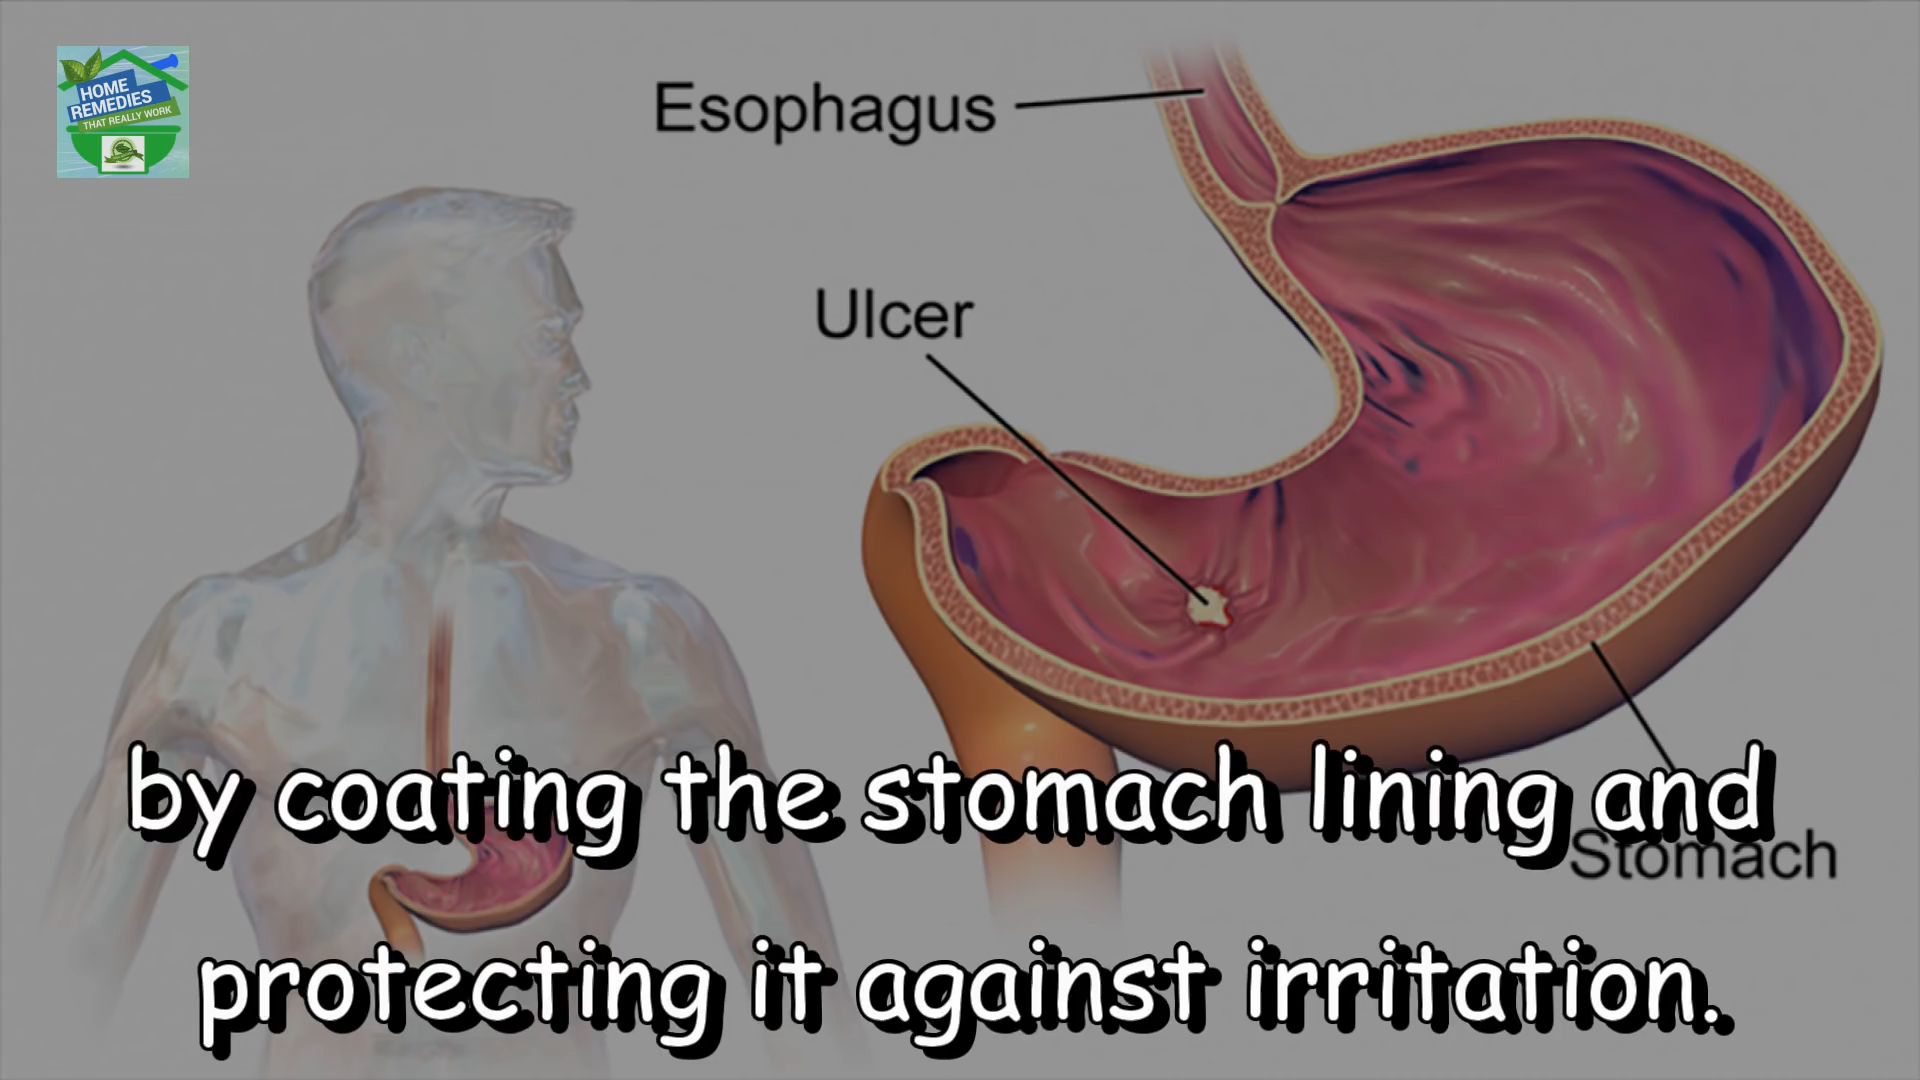 HOME
REMEDIES
THAT REALLY WORK
Esophagus
Ulcer
by coating the stomach lining and
Stomach
protecting it against irritation.